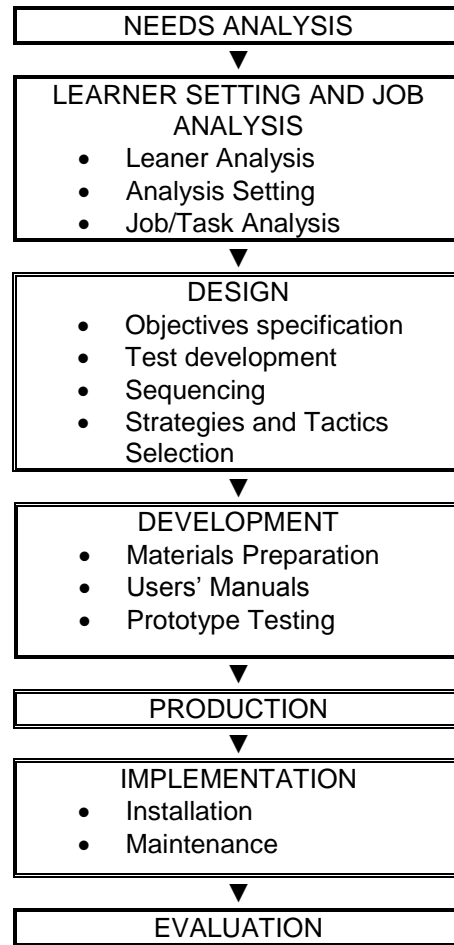 NEEDS ANALYSIS
▼
LEARNER SETTING AND JOB
ANALYSIS
• Leaner Analysis
• Analysis Setting
• Job/Task Analysis
▼
DESIGN
• Objectives specification
• Test development
• Sequencing
• Strategies and Tactics
Selection
▼
DEVELOPMENT
• Materials Preparation
• Users’ Manuals
• Prototype Testing
▼
PRODUCTION
▼
IMPLEMENTATION
• Installation
• Maintenance
▼
EVALUATION